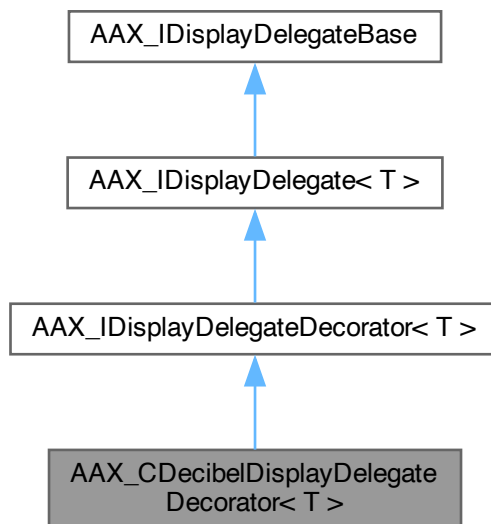 AAX_IDisplayDelegateBase
AAX_IDisplayDelegate< T >
AAX_IDisplayDelegateDecorator< T >
AAX_CDecibelDisplayDelegate
Decorator< T >